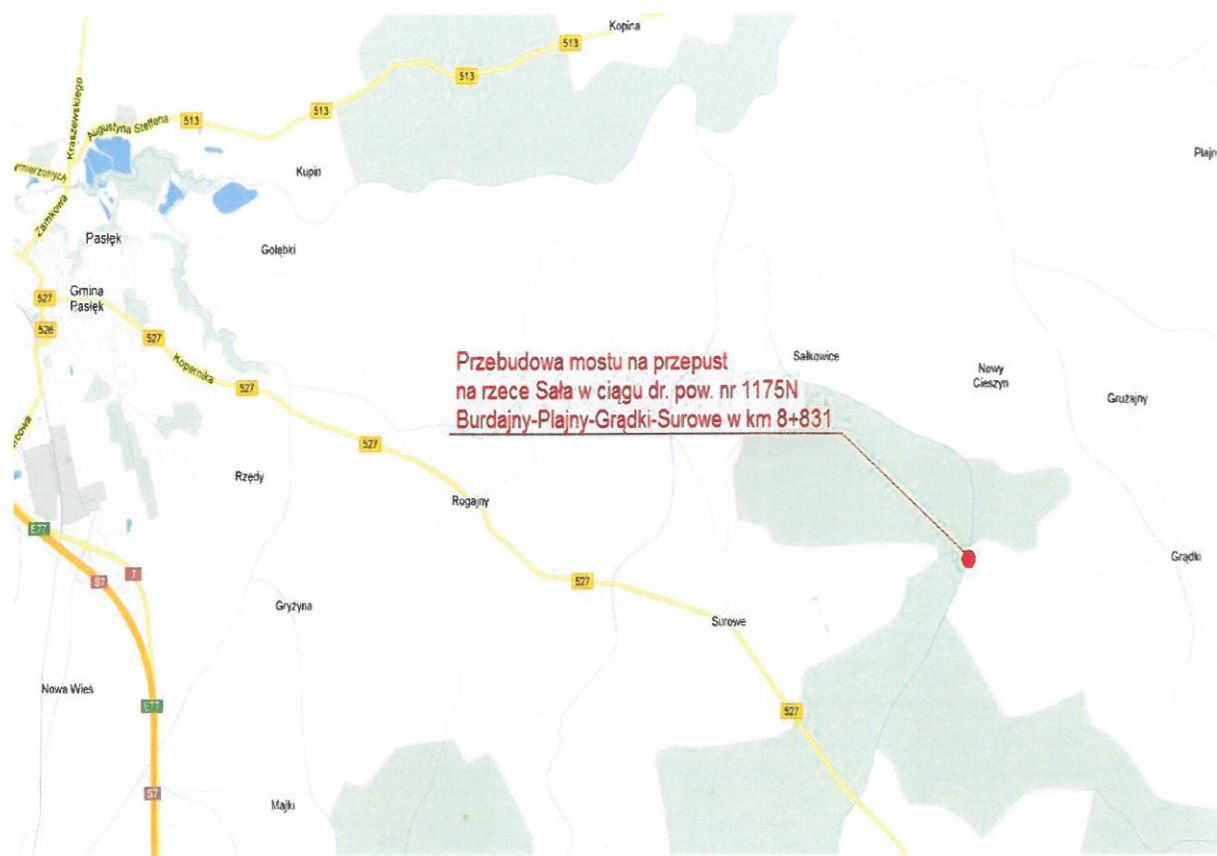 Kopina
513
513
513
Kraszewskiego
Augustyna Steffena
513
Kupin
Zamkowa
Pasłęk
Gołąbki
Gmina
Pasłęk
527
526
527
Kopernika
527
Przebudowa mostu na przepust
na rzece Sała w ciągu dr. pow. nr 1175N
Burdajny-Plajny-Grądki-Surowe w km 8+831
Sałkowice
Nowy
Cieszyn
Grużajny
527
Rzędy
Rogajny
E77
S7
7
527
Grądki
Gryżyna
Surowe
Nowa Wieś
E77
527
S7
Majki